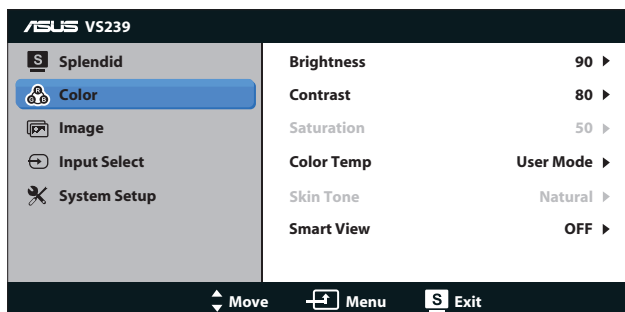 ASUS VS239
S Splendid
R G B Color
Image
Input Select
System Setup
Brightness 90
Contrast 80
Saturation 50
Color Temp User Mode
Skin Tone Natural
Smart View OFF
Move Menu S Exit